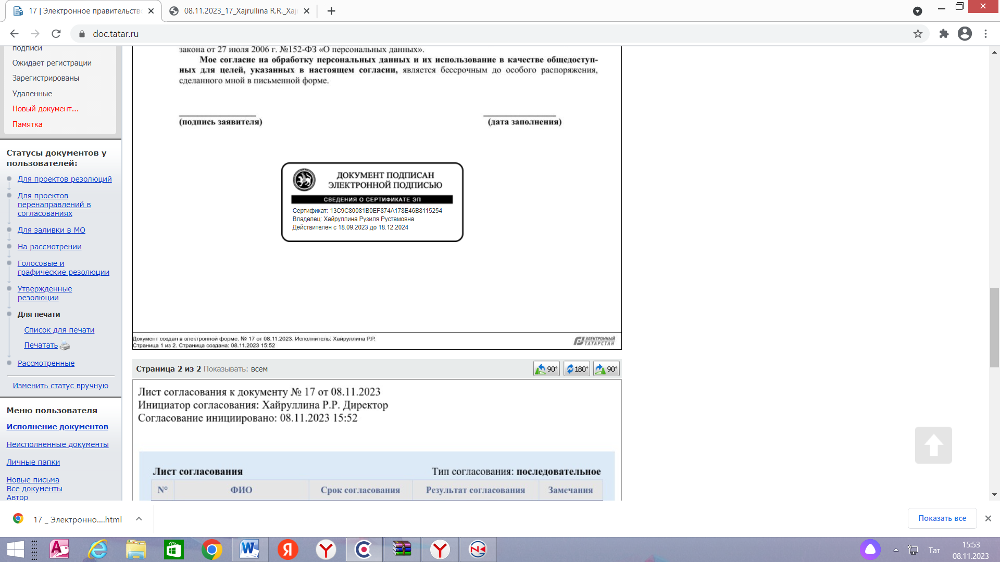 17 | Электронное правительств
08.11.2023_17_Xajrullina R.R._Xaj
doc.tatar.ru
подписи
Ожидает регистрации
Зарегистрированы
Удаленные
Новый документ...
Памятка
Статусы документов у
пользователей:
Для проектов резолюций
Для проектов
перенаправлений в
согласованиях
Для заливки в МО
На рассмотрении
Голосовые и
графические резолюции
Утвержденные
резолюции
Для печати
Список для печати
Печатать
Рассмотренные
Изменить статус вручную
Меню пользователя
Исполнение документов
Неисполненные документы
Личные папки
Новые письма
Все документы
Автор
закона от 27 июля 2006 г. №152-ФЗ «О персональных данных».
Мое согласие на обработку персональных данных и их использование в качестве общедоступ-
ных для целей, указанных в настоящем согласии, является бессрочным до особого распоряжения,
сделанного мной в письменной форме.
(подпись заявителя)
(дата заполнения)
ДОКУМЕНТ ПОДПИСАН
ЭЛЕКТРОННОЙ ПОДПИСЬЮ
СВЕДЕНИЯ О СЕРТИФИКАТЕ ЭП
Сертификат: 13C9C80081B0EF874A178E46B8115254
Владелец: Хайруллина Рузиля Рустамовна
Действителен с 18.09.2023 до 18.12.2024
Документ создан в электронной форме. № 17 от 08.11.2023. Исполнитель: Хайруллина Р.Р.
Страница 1 из 2. Страница создана: 08.11.2023 15:52
ЭЛЕКТРОННЫЙ
ТАТАРСТАН
Страница 2 из 2 Показывать: всем
90° 180° 90°
Лист согласования к документу № 17 от 08.11.2023
Инициатор согласования: Хайруллина Р.Р. Директор
Согласование инициировано: 08.11.2023 15:52
Лист согласования
Тип согласования: последовательное
N° ФИО Срок согласования Результат согласования Замечания
17 _ Электронно....html
Показать все
Тат
15:53
08.11.2023